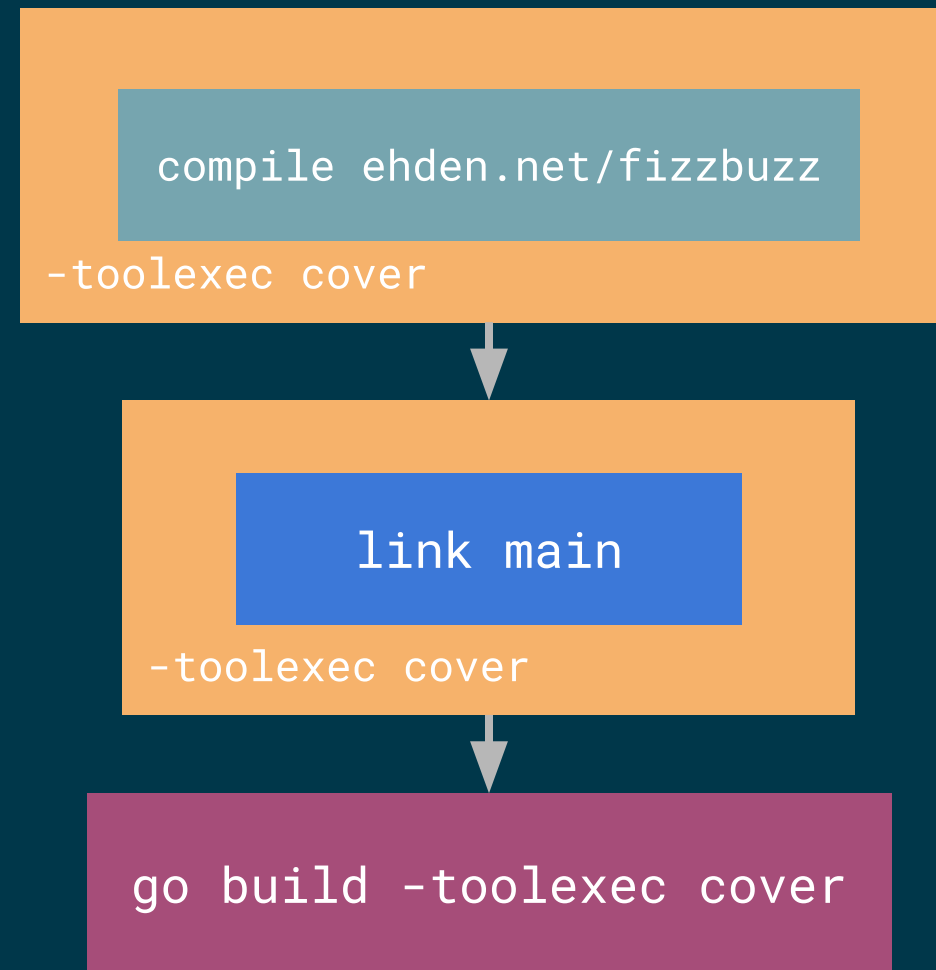 compile ehden.net/fizzbuzz
-toolexec cover
link main
-toolexec cover
go build -toolexec cover